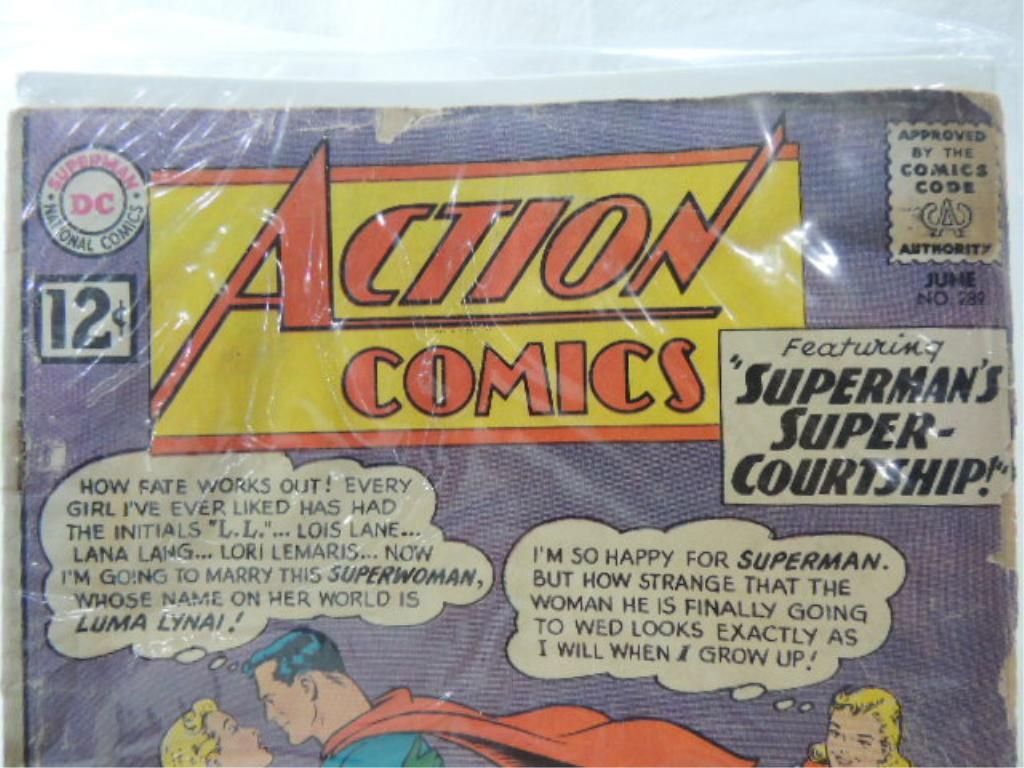 SUPERMAN
DC
NATIONAL COMICS
12¢
ACTION
COMICS
APPROVED
BY THE
COMICS
CODE
AUTHORITY
JUNE
NO. 289
Featuring
"SUPERMAN'S
SUPER-
COURTSHIP!"
HOW FATE WORKS OUT! EVERY
GIRL I'VE EVER LIKED HAS HAD
THE INITIALS "L.L."... LOIS LANE...
LANA LANG... LORI LEMARIS... NOW
I'M GOING TO MARRY THIS SUPERWOMAN,
WHOSE NAME ON HER WORLD IS
LUMA LYNAI!
I'M SO HAPPY FOR SUPERMAN.
BUT HOW STRANGE THAT THE
WOMAN HE IS FINALLY GOING
TO WED LOOKS EXACTLY AS
I WILL WHEN I GROW UP!